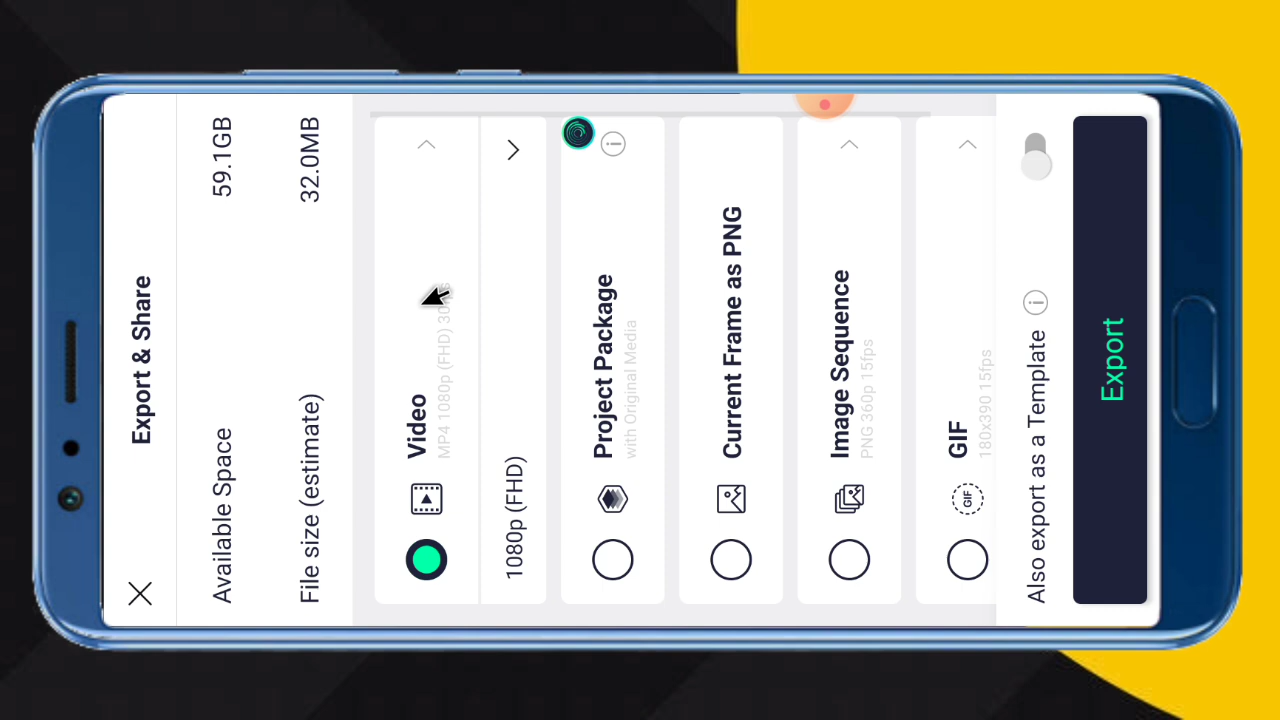 Export & Share
Available Space 59.1GB
File size (estimate) 32.0MB
Video
MP4 1080p (FHD)
1080p (FHD)
Project Package
with Original Media
Current Frame as PNG
Image Sequence
PNG 360p 15fps
GIF
GIF
180x390 15fps
Also export as a Template
Export